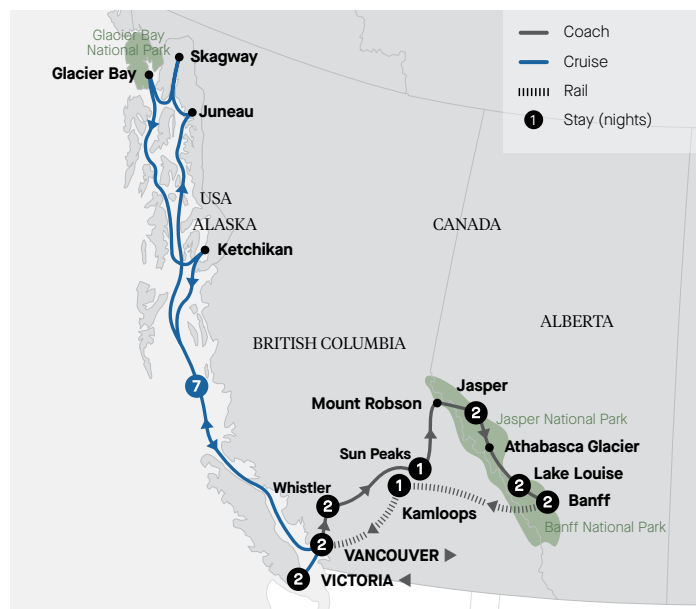 Glacier Bay
National Park
Skagway
Glacier Bay
Juneau
USA
ALASKA
Ketchikan
CANADA
BRITISH COLUMBIA
ALBERTA
Coach
Cruise
Rail
1 Stay (nights)
7
Jasper
Mount Robson
2
Jasper National Park
Athabasca Glacier
Sun Peaks
1
Lake Louise
2
Whistler
1
2
Banff
2
Kamloops
Banff National Park
2
VANCOUVER
2
VICTORIA